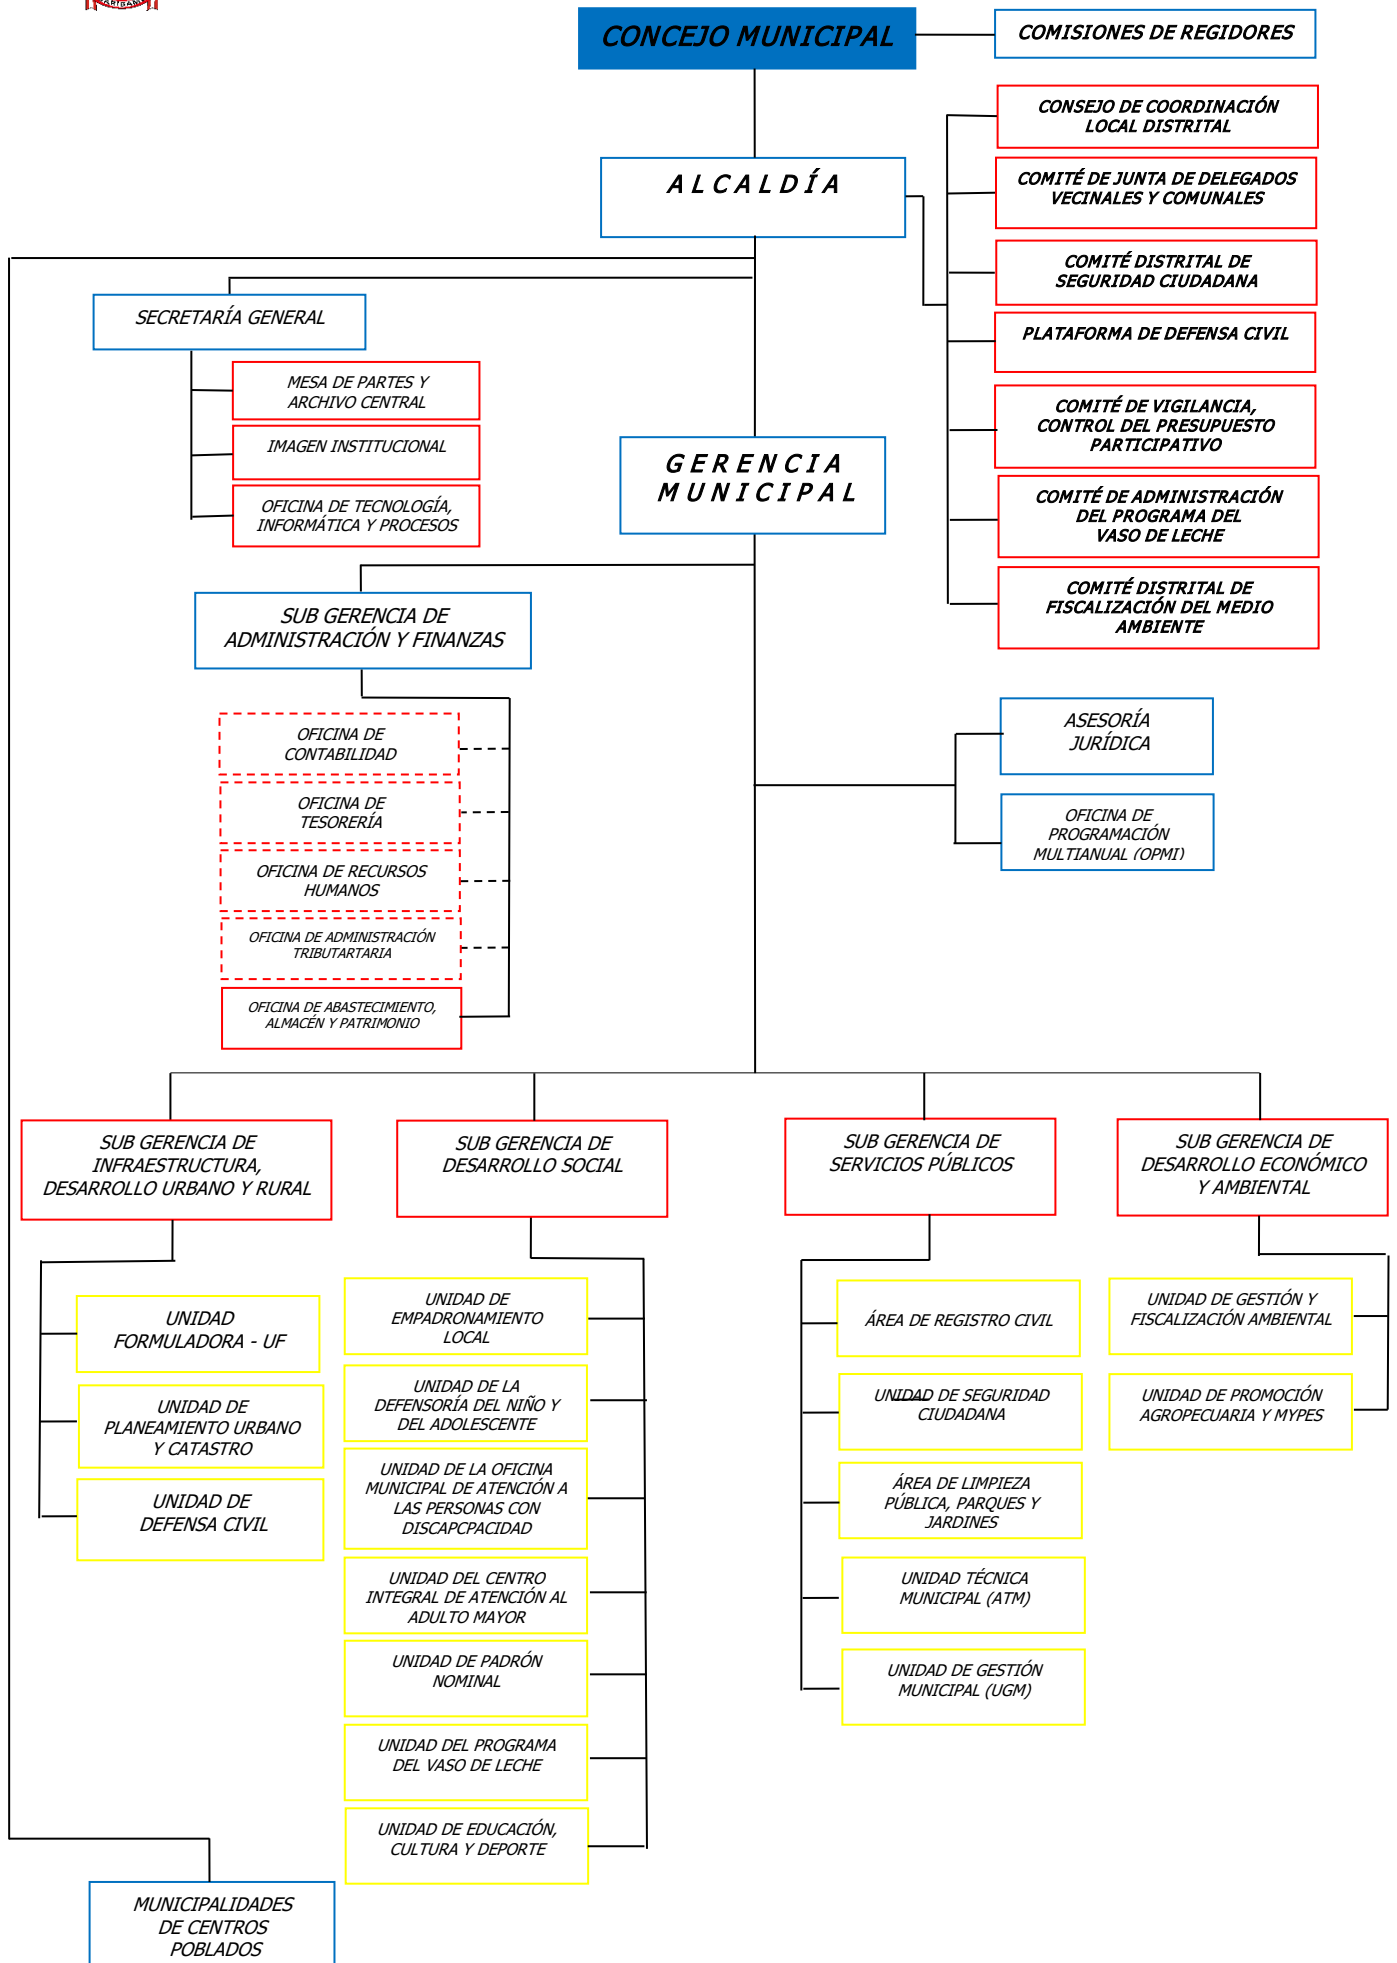 CONCEJO MUNICIPAL
COMISIONES DE REGIDORES
CONSEJO DE COORDINACIÓN
LOCAL DISTRITAL
ALCALDÍA
COMITÉ DE JUNTA DE DELEGADOS
VECINALES Y COMUNALES
COMITÉ DISTRITAL DE
SEGURIDAD CIUDADANA
PLATAFORMA DE DEFENSA CIVIL
COMITÉ DE VIGILANCIA,
CONTROL DEL PRESUPUESTO
PARTICIPATIVO
COMITÉ DE ADMINISTRACIÓN
DEL PROGRAMA DEL
VASO DE LECHE
COMITÉ DISTRITAL DE
FISCALIZACIÓN DEL MEDIO
AMBIENTE
SECRETARÍA GENERAL
MESA DE PARTES Y
ARCHIVO CENTRAL
IMAGEN INSTITUCIONAL
OFICINA DE TECNOLOGÍA,
INFORMÁTICA Y PROCESOS
GERENCIA
MUNICIPAL
SUB GERENCIA DE
ADMINISTRACIÓN Y FINANZAS
OFICINA DE
CONTABILIDAD
OFICINA DE
TESORERÍA
OFICINA DE RECURSOS
HUMANOS
OFICINA DE ADMINISTRACIÓN
TRIBUTARTARIA
OFICINA DE ABASTECIMIENTO,
ALMACÉN Y PATRIMONIO
ASESORÍA
JURÍDICA
OFICINA DE
PROGRAMACIÓN
MULTIANUAL (OPMI)
SUB GERENCIA DE
INFRAESTRUCTURA,
DESARROLLO URBANO Y RURAL
UNIDAD
FORMULADORA - UF
UNIDAD DE
PLANEAMIENTO URBANO
Y CATASTRO
UNIDAD DE
DEFENSA CIVIL
SUB GERENCIA DE
DESARROLLO SOCIAL
UNIDAD DE
EMPADRONAMIENTO
LOCAL
UNIDAD DE LA
DEFENSORÍA DEL NIÑO Y
DEL ADOLESCENTE
UNIDAD DE LA OFICINA
MUNICIPAL DE ATENCIÓN A
LAS PERSONAS CON
DISCAPCPACIDAD
UNIDAD DEL CENTRO
INTEGRAL DE ATENCIÓN AL
ADULTO MAYOR
UNIDAD DE PADRÓN
NOMINAL
UNIDAD DEL PROGRAMA
DEL VASO DE LECHE
UNIDAD DE EDUCACIÓN,
CULTURA Y DEPORTE
SUB GERENCIA DE
SERVICIOS PÚBLICOS
ÁREA DE REGISTRO CIVIL
UNIDAD DE SEGURIDAD
CIUDADANA
ÁREA DE LIMPIEZA
PÚBLICA, PARQUES Y
JARDINES
UNIDAD TÉCNICA
MUNICIPAL (ATM)
UNIDAD DE GESTIÓN
MUNICIPAL (UGM)
SUB GERENCIA DE
DESARROLLO ECONÓMICO
Y AMBIENTAL
UNIDAD DE GESTIÓN Y
FISCALIZACIÓN AMBIENTAL
UNIDAD DE PROMOCIÓN
AGROPECUARIA Y MYPES
MUNICIPALIDADES
DE CENTROS
POBLADOS